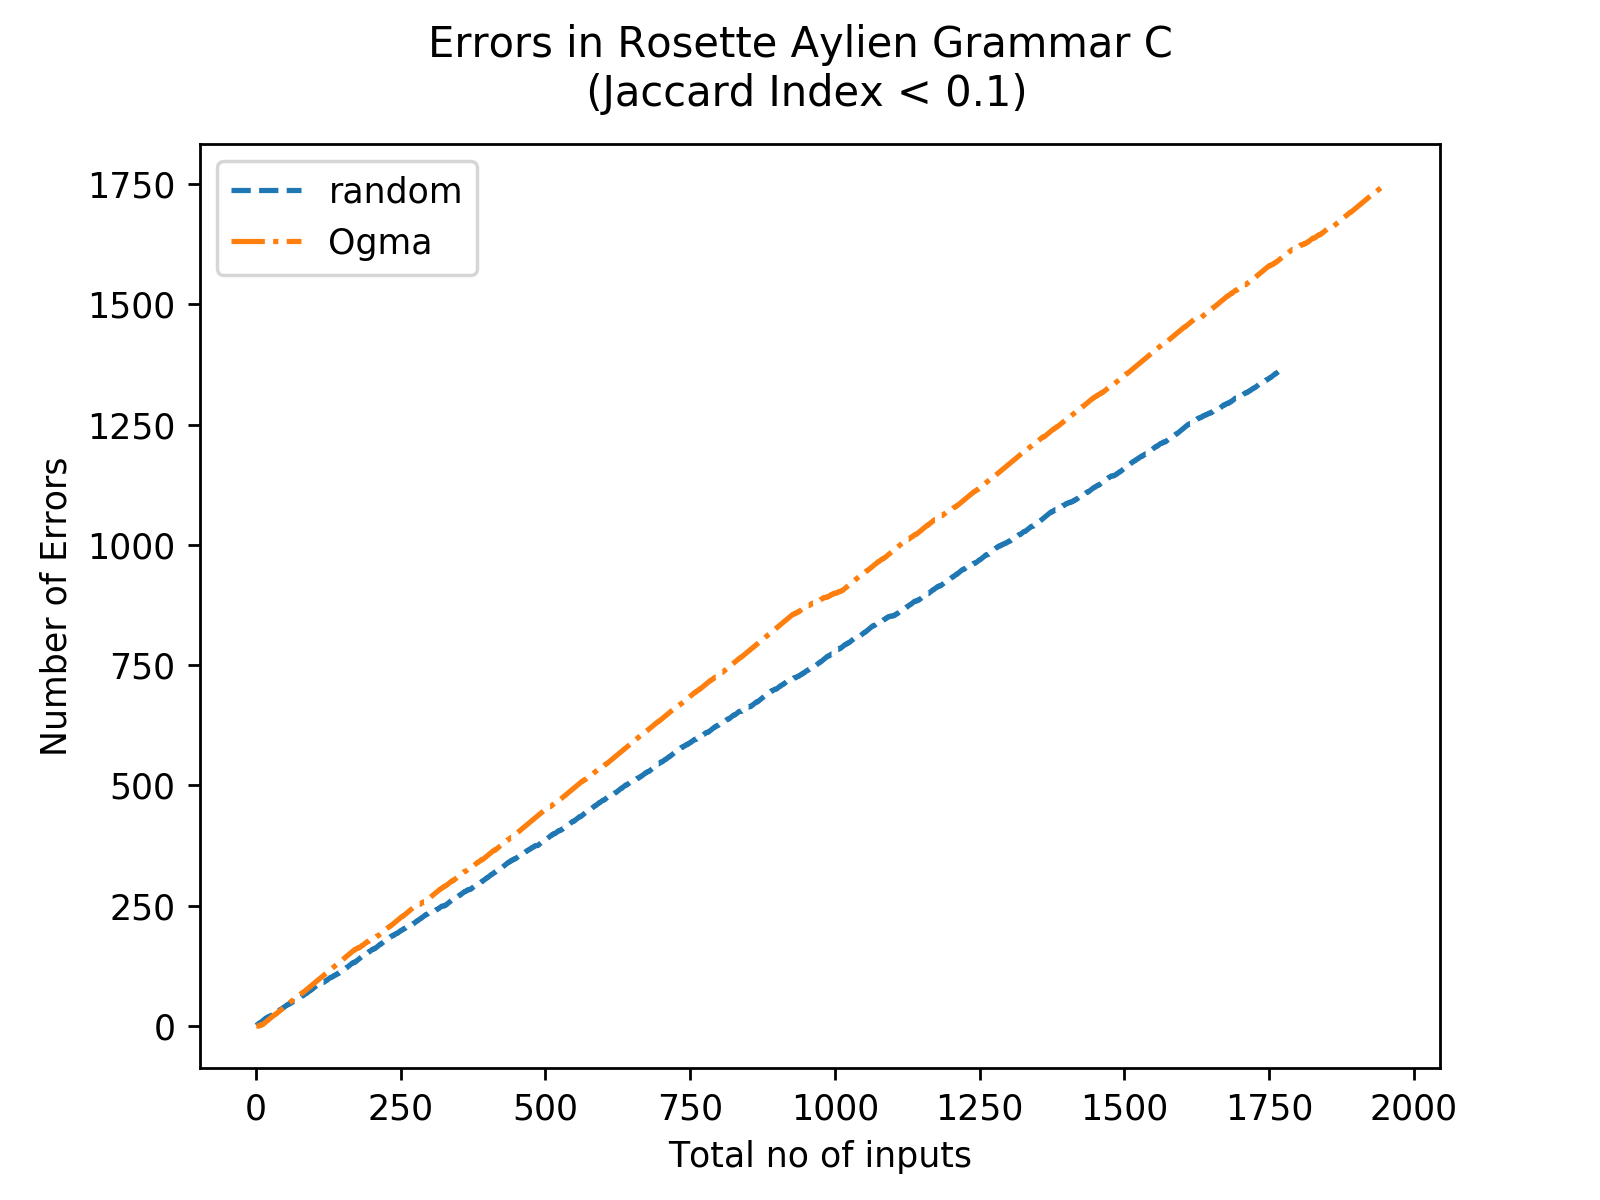 Errors in Rosette Aylien Grammar C
(Jaccard Index < 0.1)
random
Ogma
1750
1500
1250
1000
750
500
250
0
Number of Errors
0 250 500 750 1000 1250 1500 1750 2000
Total no of inputs